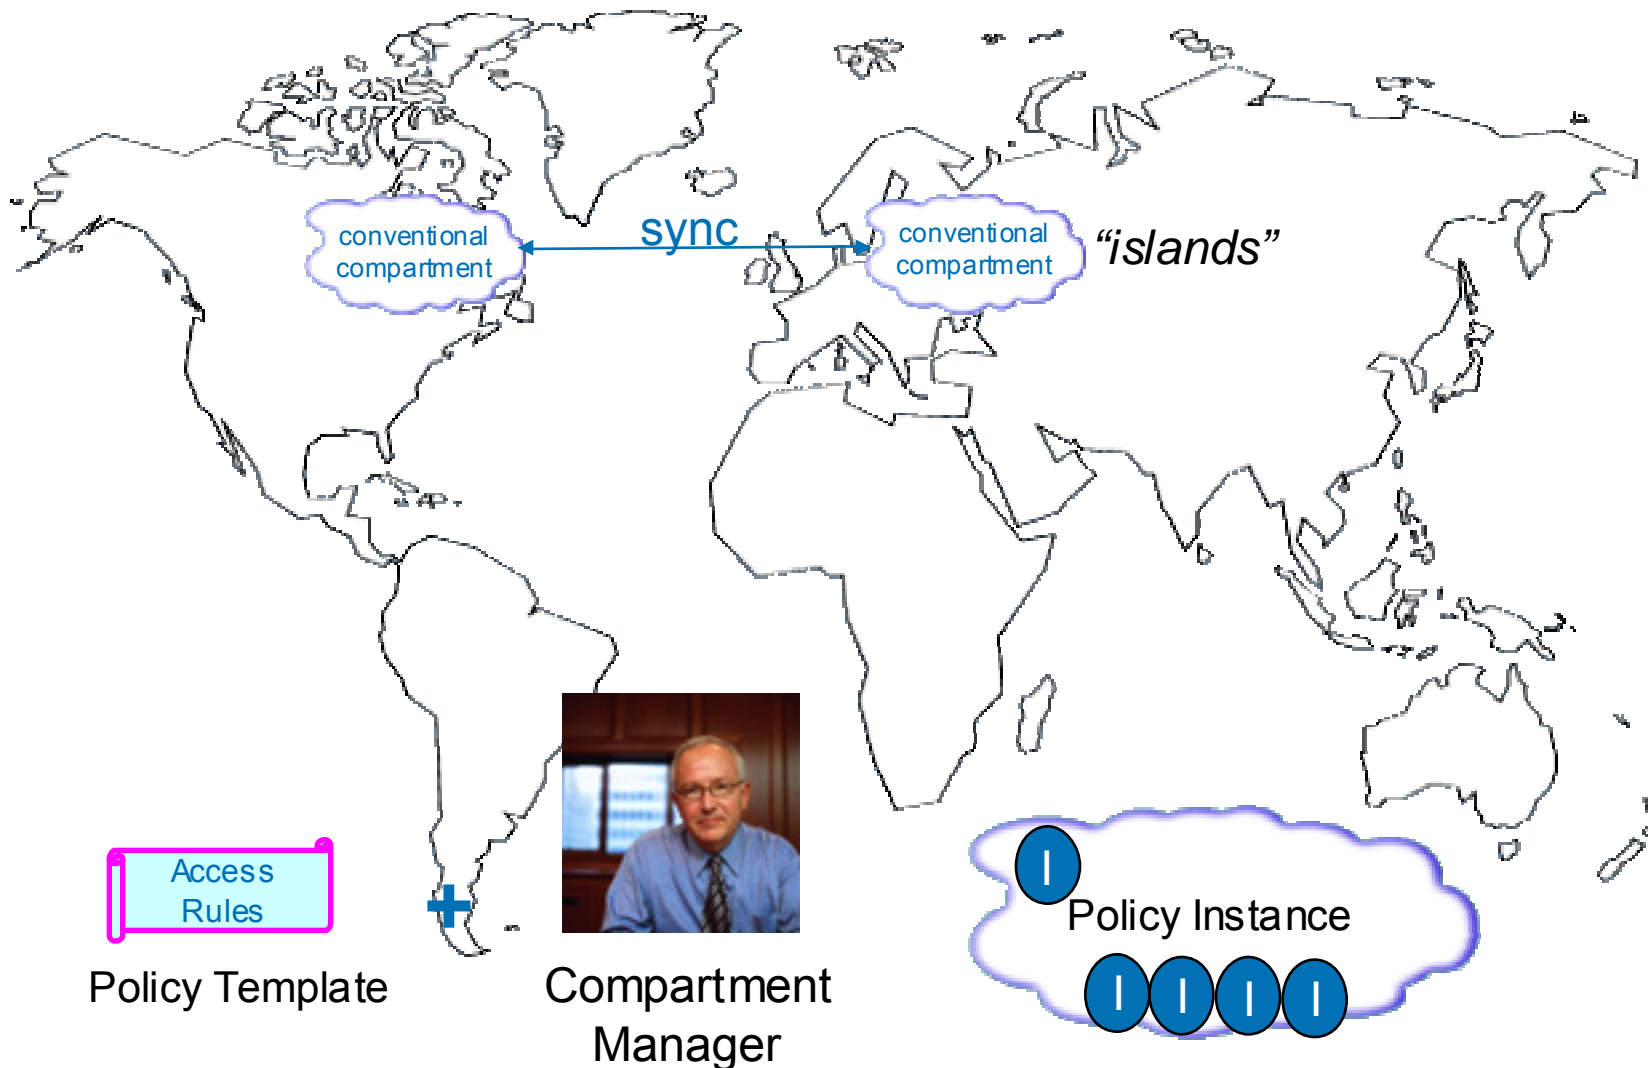 conventional
compartment
sync
conventional
compartment
“islands”
Access
Rules
Policy Template
Compartment
Manager
I
Policy Instance
I I I I